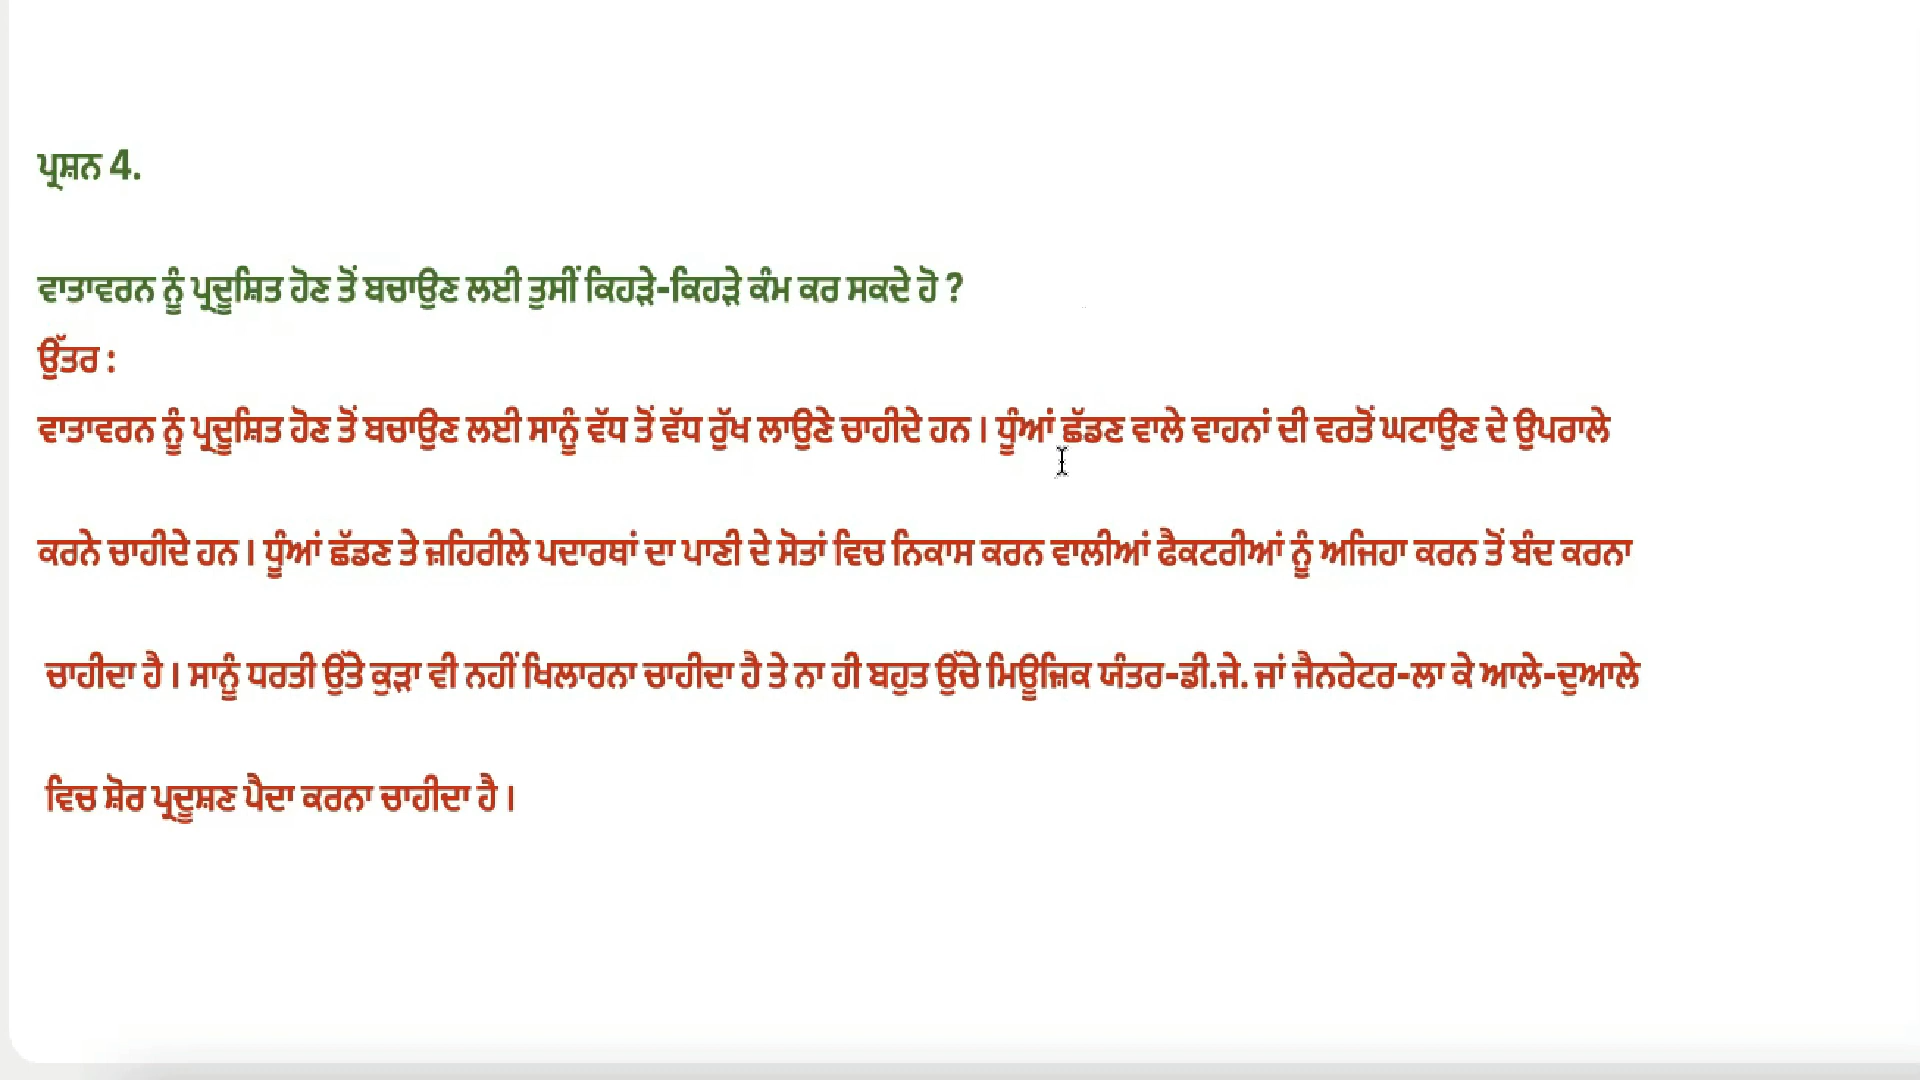 ਪ੍ਰਸ਼ਨ 4.
ਵਾਤਾਵਰਨ ਨੂੰ ਪ੍ਰਦੂਸ਼ਿਤ ਹੋਣ ਤੋਂ ਬਚਾਉਣ ਲਈ ਤੁਸੀਂ ਕਿਹੜੇ-ਕਿਹੜੇ ਕੰਮ ਕਰ ਸਕਦੇ ਹੋ ?
ਉੱਤਰ :
ਵਾਤਾਵਰਨ ਨੂੰ ਪ੍ਰਦੂਸ਼ਿਤ ਹੋਣ ਤੋਂ ਬਚਾਉਣ ਲਈ ਸਾਨੂੰ ਵੱਧ ਤੋਂ ਵੱਧ ਰੁੱਖ ਲਾਉਣੇ ਚਾਹੀਦੇ ਹਨ । ਧੂੰਆਂ ਛੱਡਣ ਵਾਲੇ ਵਾਹਨਾਂ ਦੀ ਵਰਤੋਂ ਘਟਾਉਣ ਦੇ ਉਪਰਾਲੇ
ਕਰਨੇ ਚਾਹੀਦੇ ਹਨ । ਧੂੰਆਂ ਛੱਡਣ ਤੇ ਜ਼ਹਿਰੀਲੇ ਪਦਾਰਥਾਂ ਦਾ ਪਾਣੀ ਦੇ ਸੋਤਾਂ ਵਿਚ ਨਿਕਾਸ ਕਰਨ ਵਾਲੀਆਂ ਫੈਕਟਰੀਆਂ ਨੂੰ ਅਜਿਹਾ ਕਰਨ ਤੋਂ ਬੰਦ ਕਰਨਾ
ਚਾਹੀਦਾ ਹੈ । ਸਾਨੂੰ ਧਰਤੀ ਉੱਤੇ ਕੁੜਾ ਵੀ ਨਹੀਂ ਖਿਲਾਰਨਾ ਚਾਹੀਦਾ ਹੈ ਤੇ ਨਾ ਹੀ ਬਹੁਤ ਉੱਚੇ ਮਿਊਜ਼ਿਕ ਯੰਤਰ-ਡੀ.ਜੇ. ਜਾਂ ਜੈਨਰੇਟਰ-ਲਾ ਕੇ ਆਲੇ-ਦੁਆਲੇ
ਵਿਚ ਸ਼ੋਰ ਪ੍ਰਦੂਸ਼ਣ ਪੈਦਾ ਕਰਨਾ ਚਾਹੀਦਾ ਹੈ ।